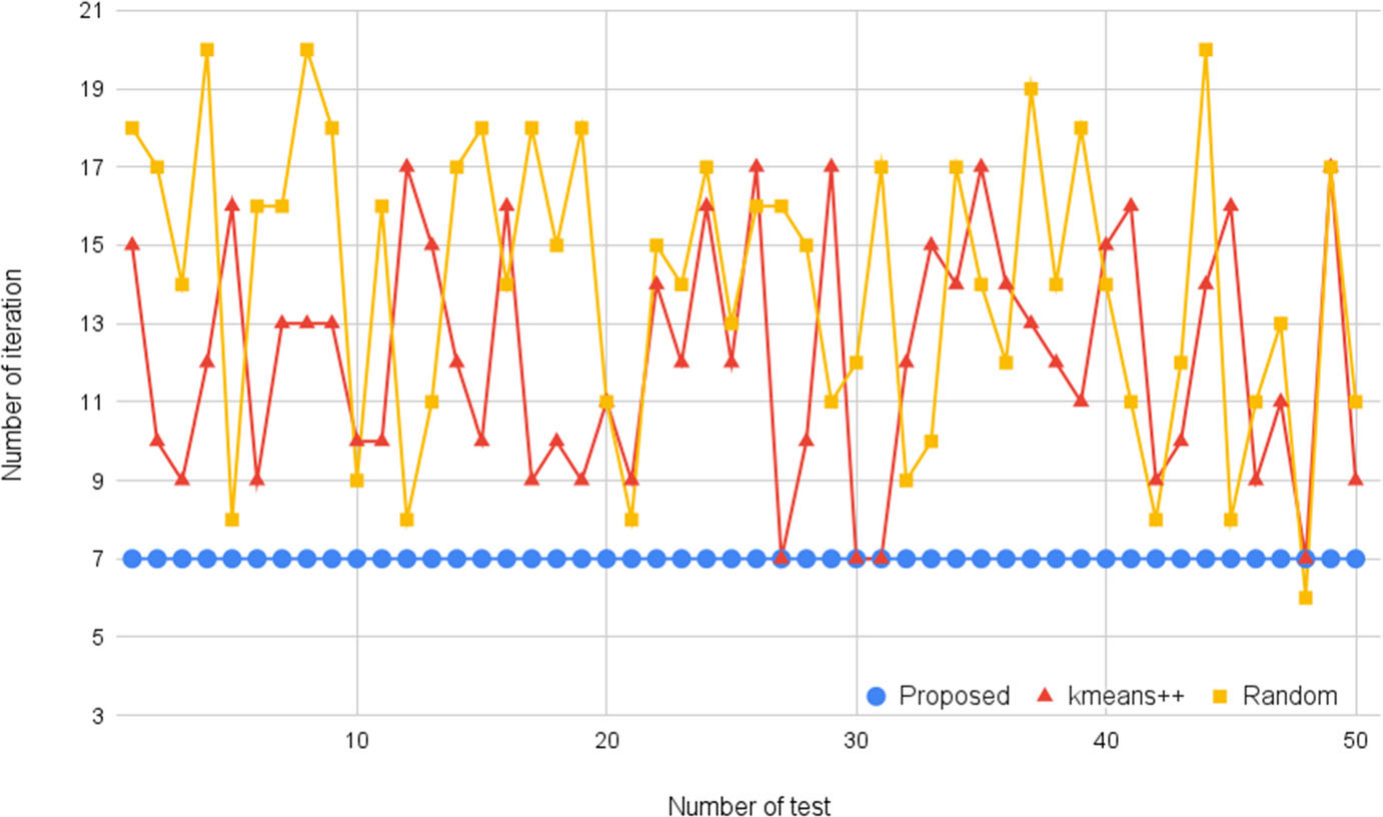 21
19
17
15
13
11
9
7
5
3
Number of iteration
Proposed kmeans++ Random
10 20 30 40 50
Number of test